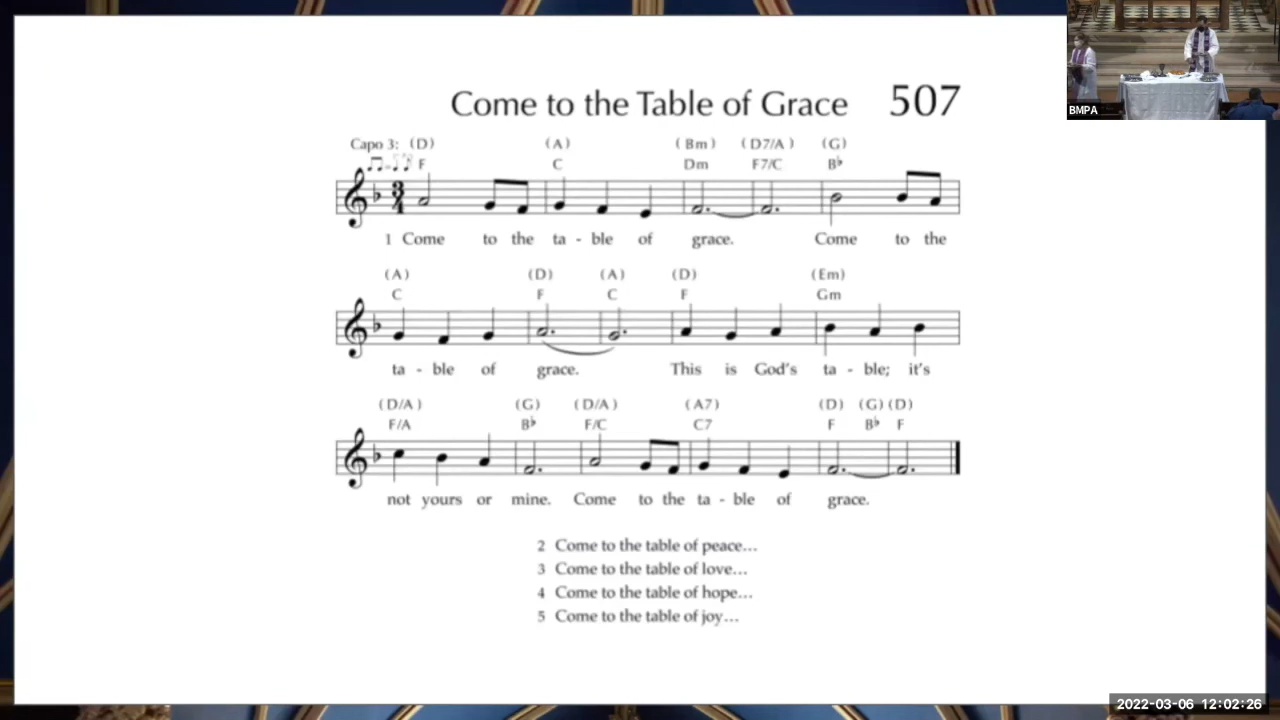 Come to the Table of Grace 507
Capo 3: (D) (A) (Bm) (D7/A) (G)
F C Dm F7/C B♭
1 Come to the ta - ble of grace. Come to the
(A) (D) (A) (D) (Em)
C F C F Gm
ta - ble of grace. This is God's ta - ble; it's
(D/A) (G) (D/A) (A7) (D) (G) (D)
F/A B♭ F/C C7 F B♭ F
not yours or mine. Come to the ta - ble of grace.
2 Come to the table of peace...
3 Come to the table of love...
4 Come to the table of hope...
5 Come to the table of joy...
BMPA
2022-03-06 12:02:26